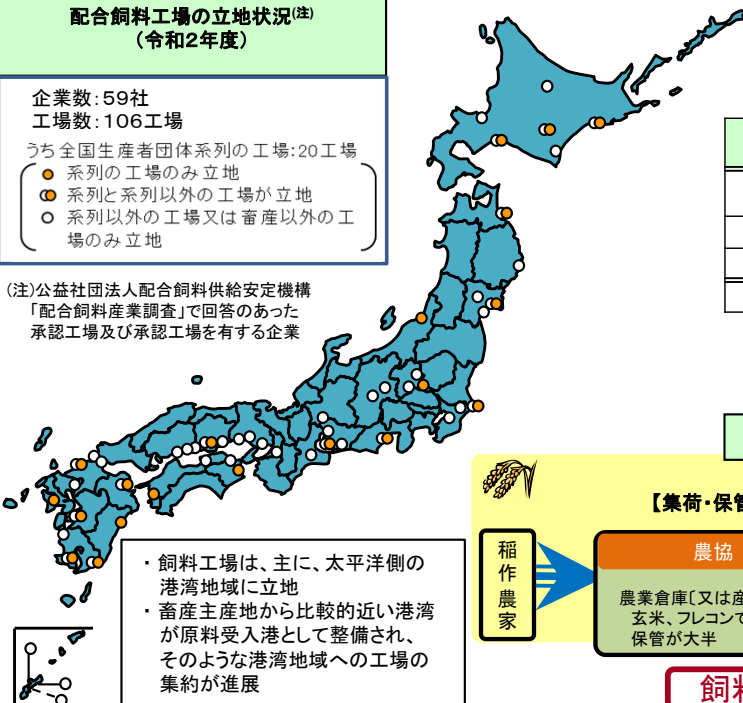 配合飼料工場の立地状況(注)
(令和2年度)
企業数:59社
工場数:106工場
うち全国生産者団体系列の工場:20工場
系列の工場のみ立地
系列と系列以外の工場が立地
系列以外の工場又は畜産以外の工
場のみ立地
(注)公益社団法人配合飼料供給安定機構
「配合飼料産業調査」で回答のあった
承認工場及び承認工場を有する企業
・飼料工場は、主に、太平洋側の
港湾地域に立地
・畜産主産地から比較的近い港湾
が原料受入港として整備され、
そのような港湾地域への工場の
集約が進展
【集荷・保管
稲作農家
農協
農業倉庫〔又は産
玄米、フレコンで
保管が大半
飼料